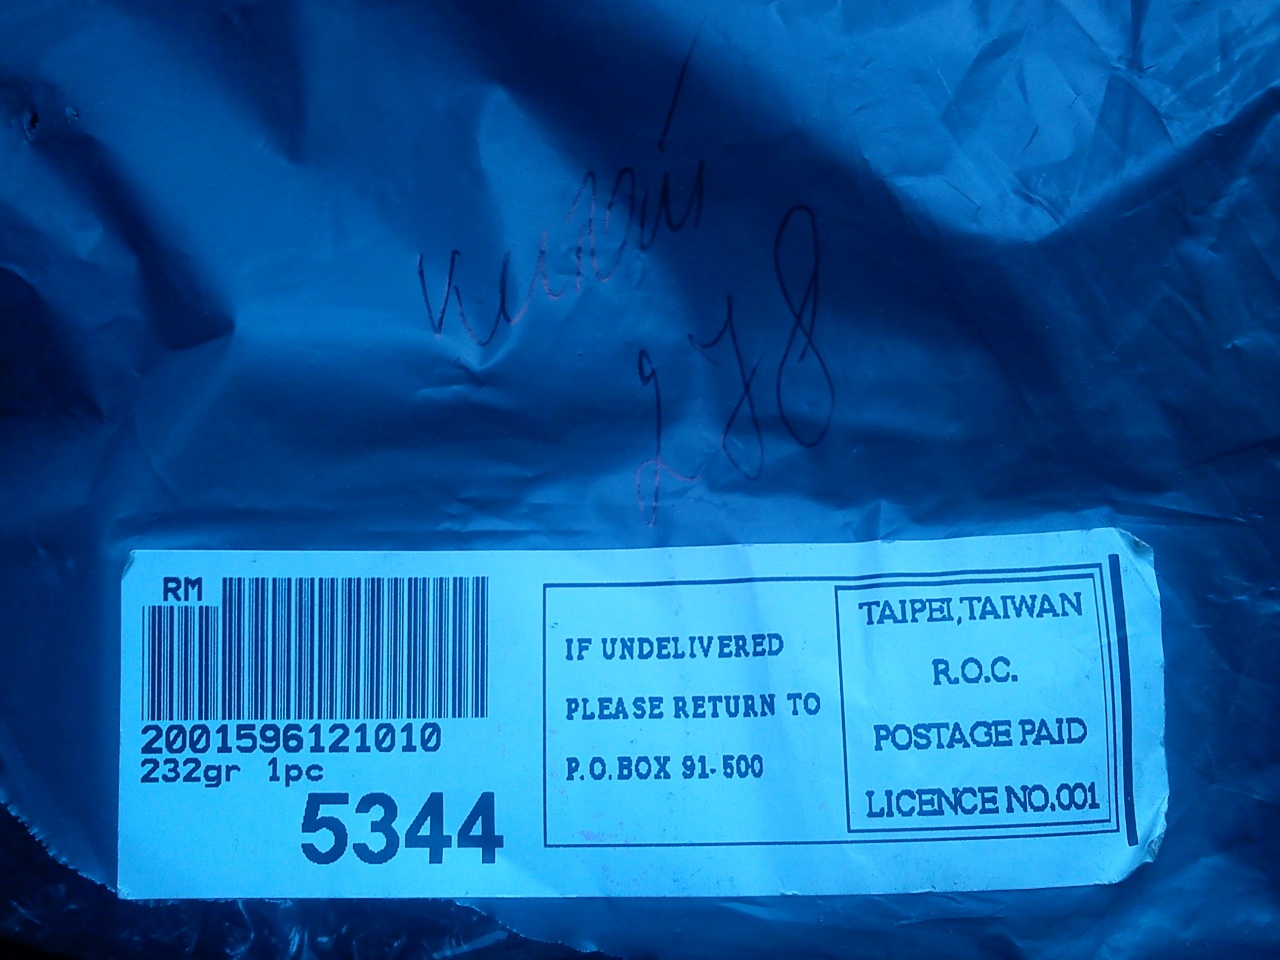 278
RM
2001596121010
232gr 1pc
5344
IF UNDELIVERED
PLEASE RETURN TO
P.O.BOX 91-500
TAIPEI,TAIWAN
R.O.C.
POSTAGE PAID
LICENCE NO.001